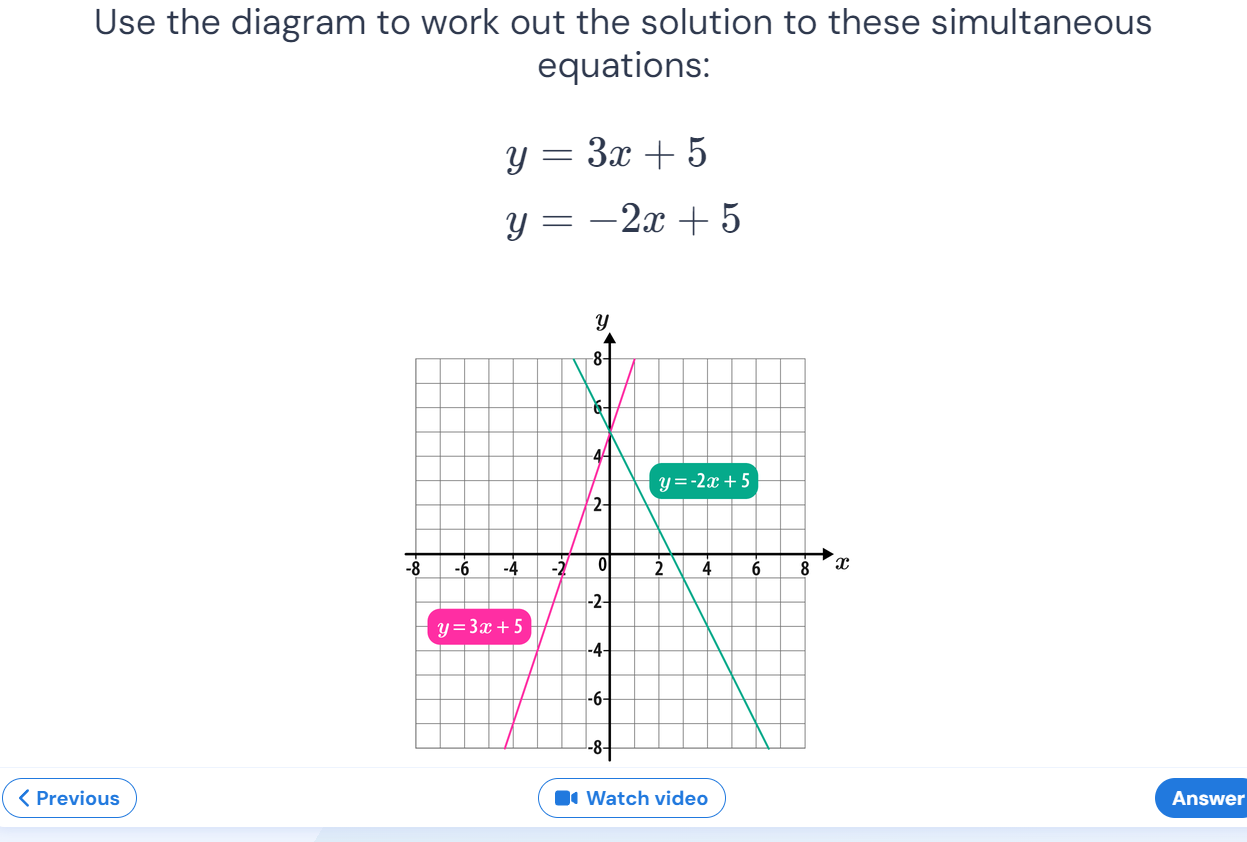 Use the diagram to work out the solution to these simultaneous
equations:
y = 3x + 5
y = −2x + 5
y
8
6
4
y = -2x + 5
2
-8 -6 -4 -2 0 2 4 6 8 x
-2
y = 3x + 5
-4
-6
-8
Previous Watch video Answer